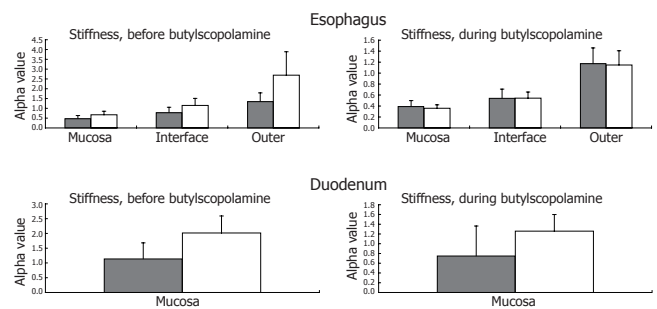 Esophagus
Stiffness, before butylscopolamine
Alpha value
4.5
4.0
3.5
3.0
2.5
2.0
1.5
1.0
0.5
0.0
Mucosa Interface Outer
Stiffness, during butylscopolamine
Alpha value
1.6
1.4
1.2
1.0
0.8
0.6
0.4
0.2
0.0
Mucosa Interface Outer
Duodenum
Stiffness, before butylscopolamine
Alpha value
3.0
2.5
2.0
1.5
1.0
0.5
0.0
Mucosa
Stiffness, during butylscopolamine
Alpha value
1.8
1.6
1.4
1.2
1.0
0.8
0.6
0.4
0.2
0.0
Mucosa